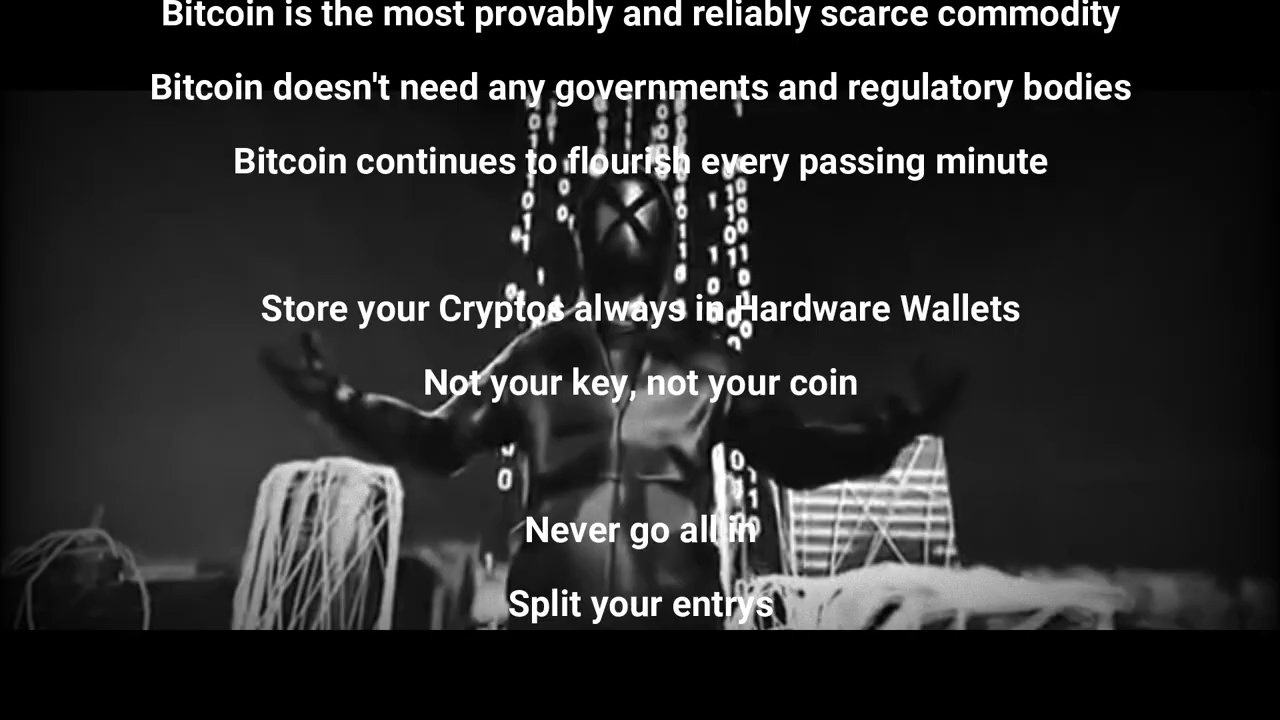 Bitcoin is the most provably and reliably scarce commodity
Bitcoin doesn't need any governments and regulatory bodies
Bitcoin continues to flourish every passing minute
Store your Cryptos always in Hardware Wallets
Not your key, not your coin
Never go all in
Split your entrys